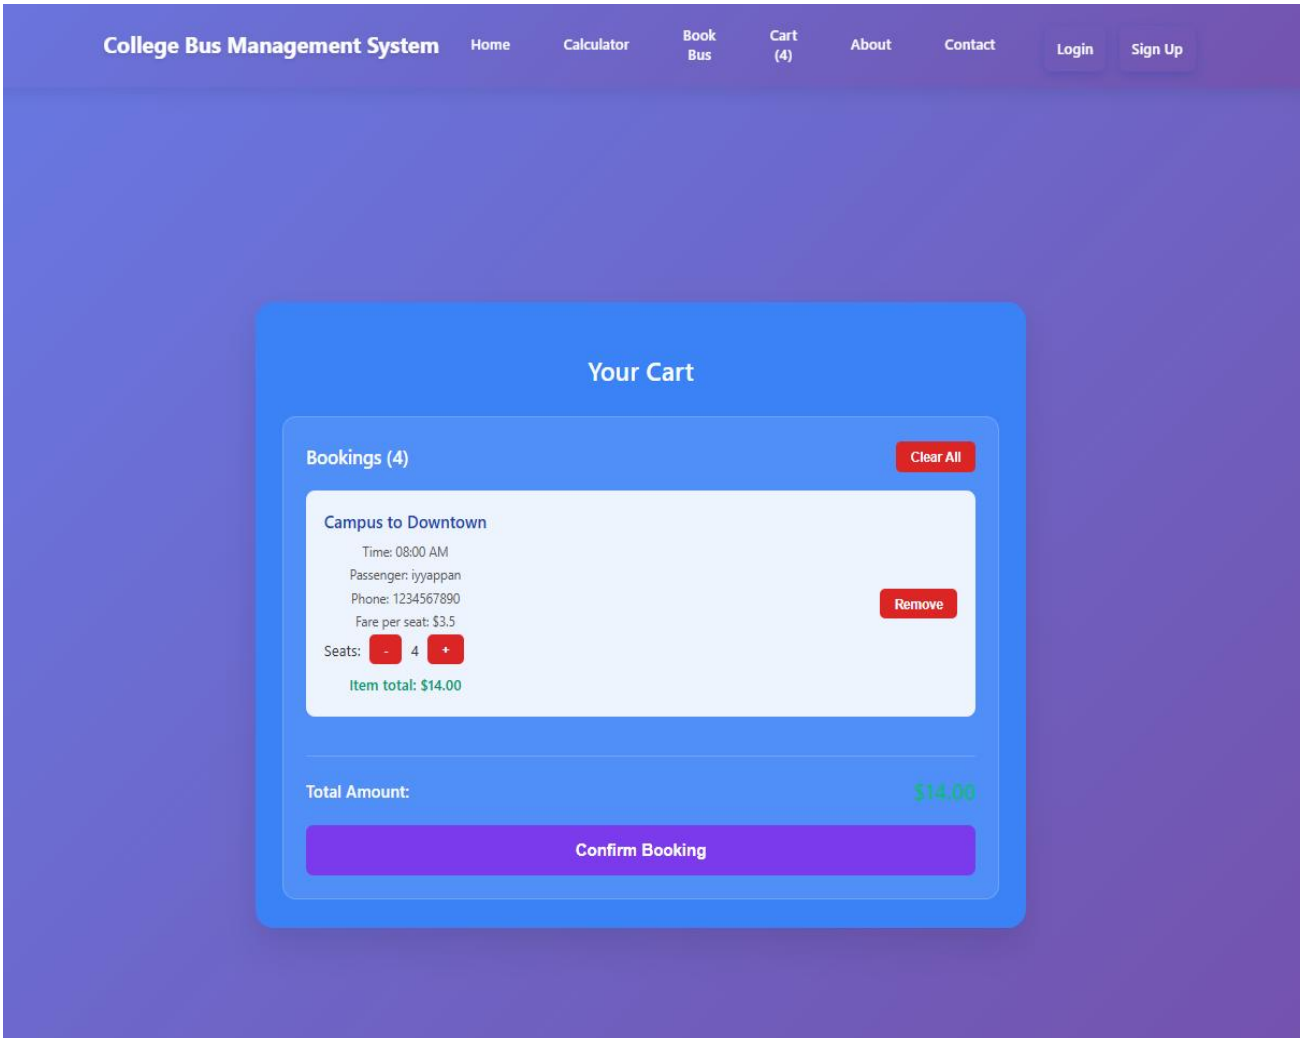 College Bus Management System Home Calculator Book Bus Cart (4) About Contact Login Sign Up
Your Cart
Bookings (4) Clear All
Campus to Downtown
Time: 08:00 AM
Passenger: iyyappan
Phone: 1234567890
Remove
Fare per seat: $3.5
Seats: - 4 +
Item total: $14.00
Total Amount: $14.00
Confirm Booking